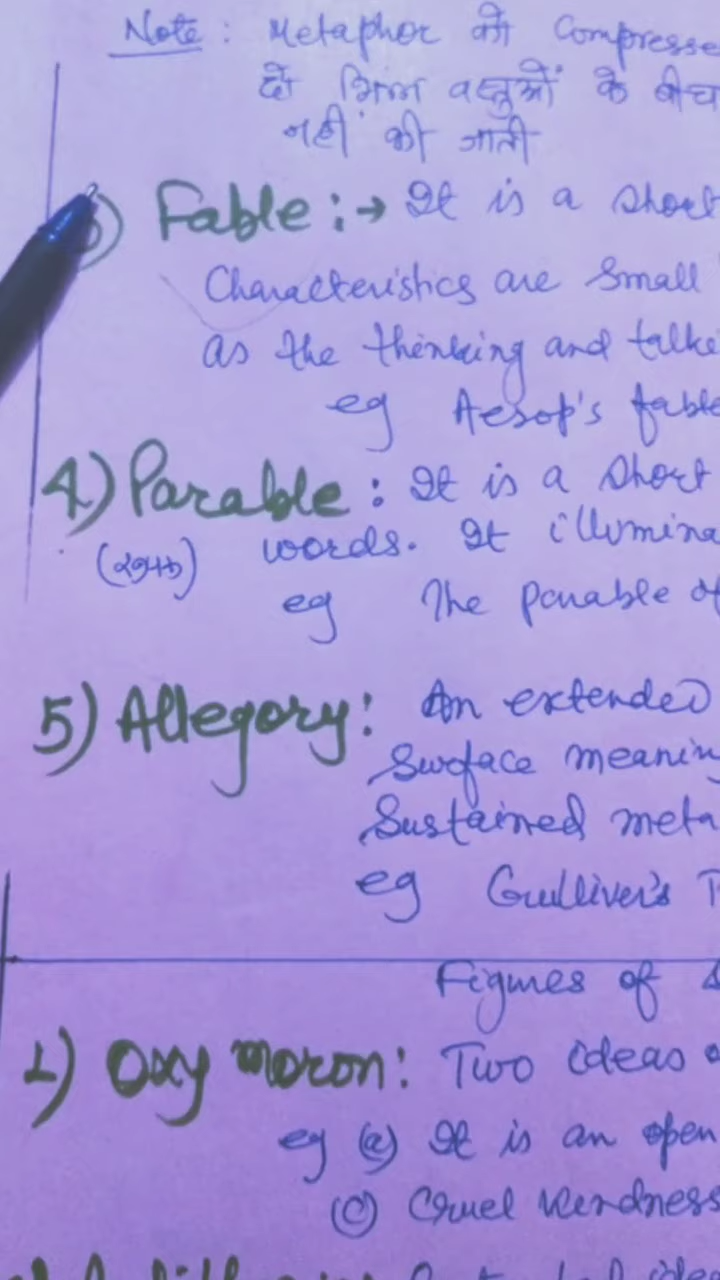 Note : Metaphor को Compresse
दो भिन्न वस्तुओं के बीच
नहीं की जाती
3) Fable :→ It is a short
Characteristics are small
as the thinking and talke
eg Aesop's fable
4) Parable : It is a short
words. It illumina
(रूपक)
eg The parable of
5) Allegory : An extended
Surface meanin
Sustained meta
eg Gulliver's T
Figures of S
1) Oxy moron : Two ideas
eg (a) It is an open
(c) Cruel Kindness